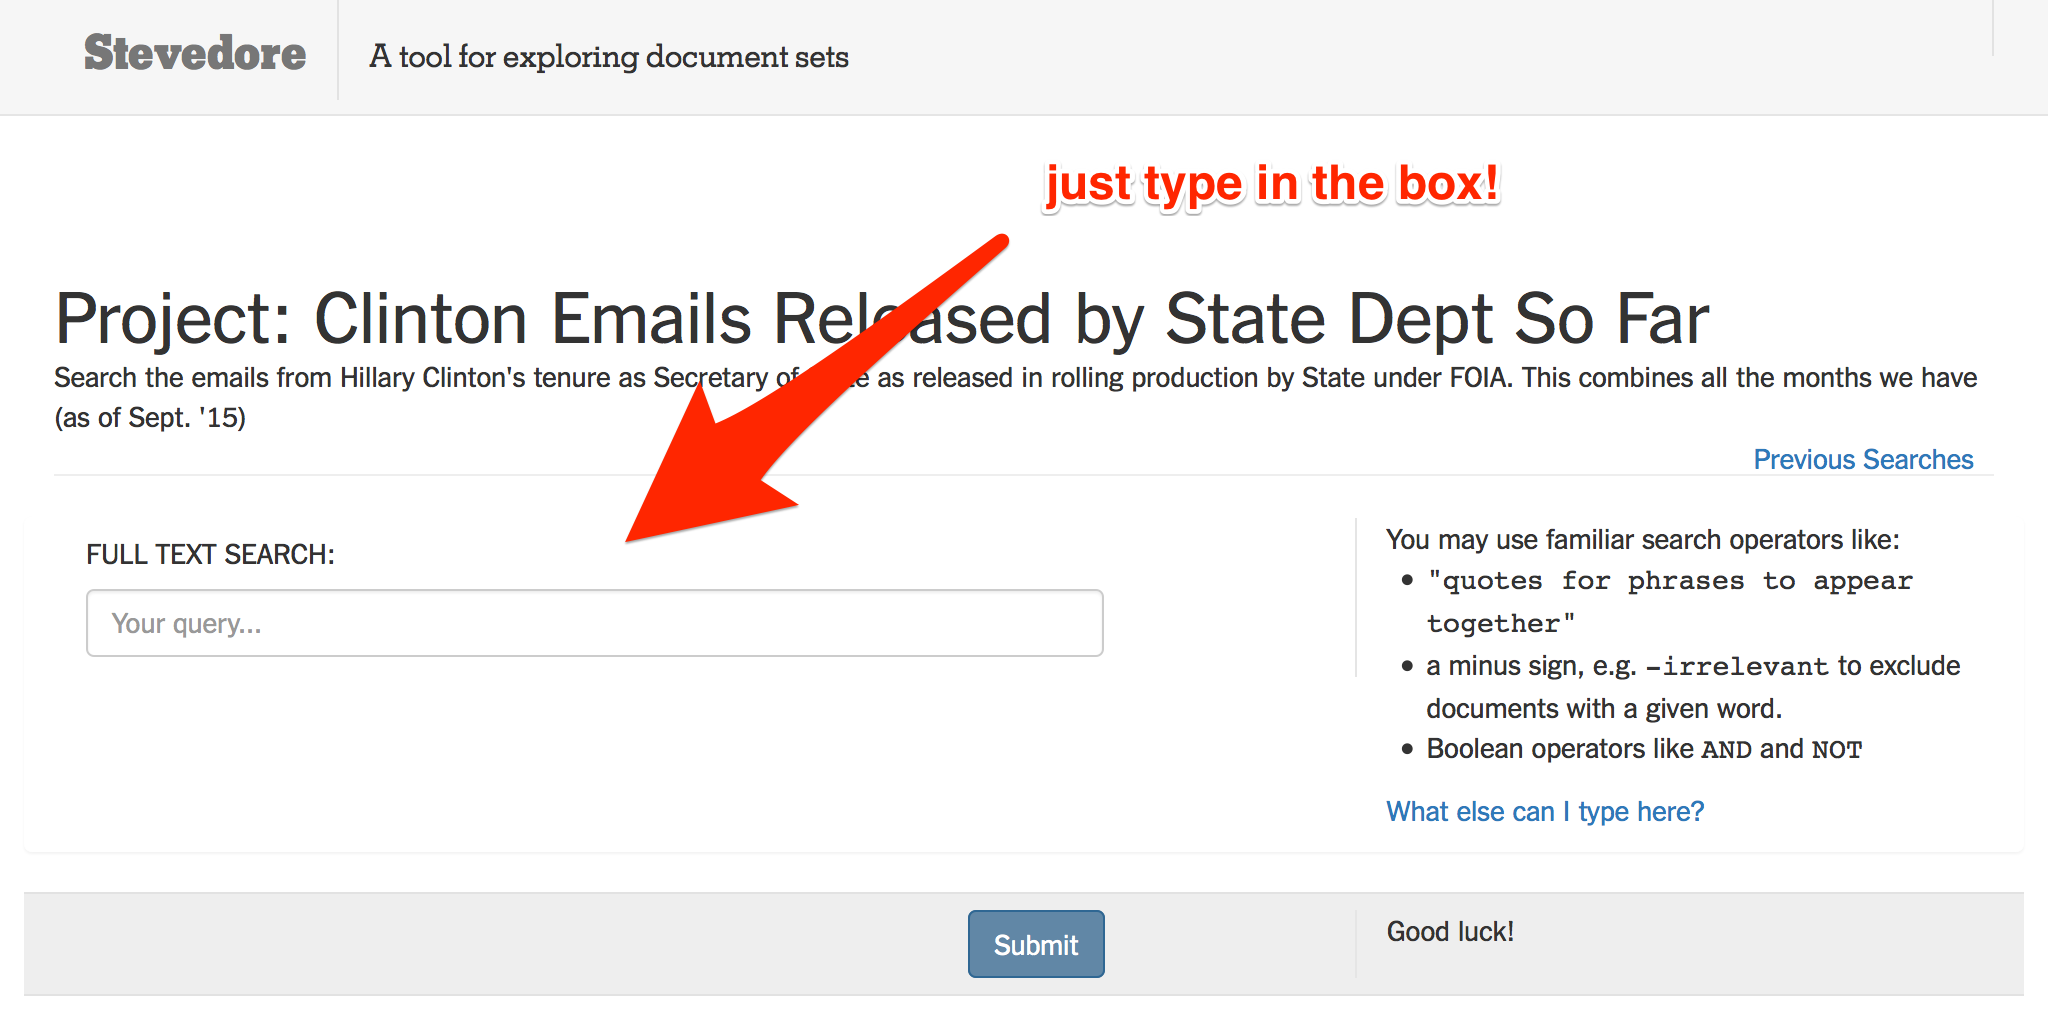 Stevedore
A tool for exploring document sets
just type in the box!
Project: Clinton Emails Released by State Dept So Far
Search the emails from Hillary Clinton's tenure as Secretary of State as released in rolling production by State under FOIA. This combines all the months we have
(as of Sept. '15)
Previous Searches
FULL TEXT SEARCH:
Your query...
You may use familiar search operators like:
• "quotes for phrases to appear
together"
• a minus sign, e.g. -irrelevant to exclude
documents with a given word.
• Boolean operators like AND and NOT
What else can I type here?
Submit
Good luck!